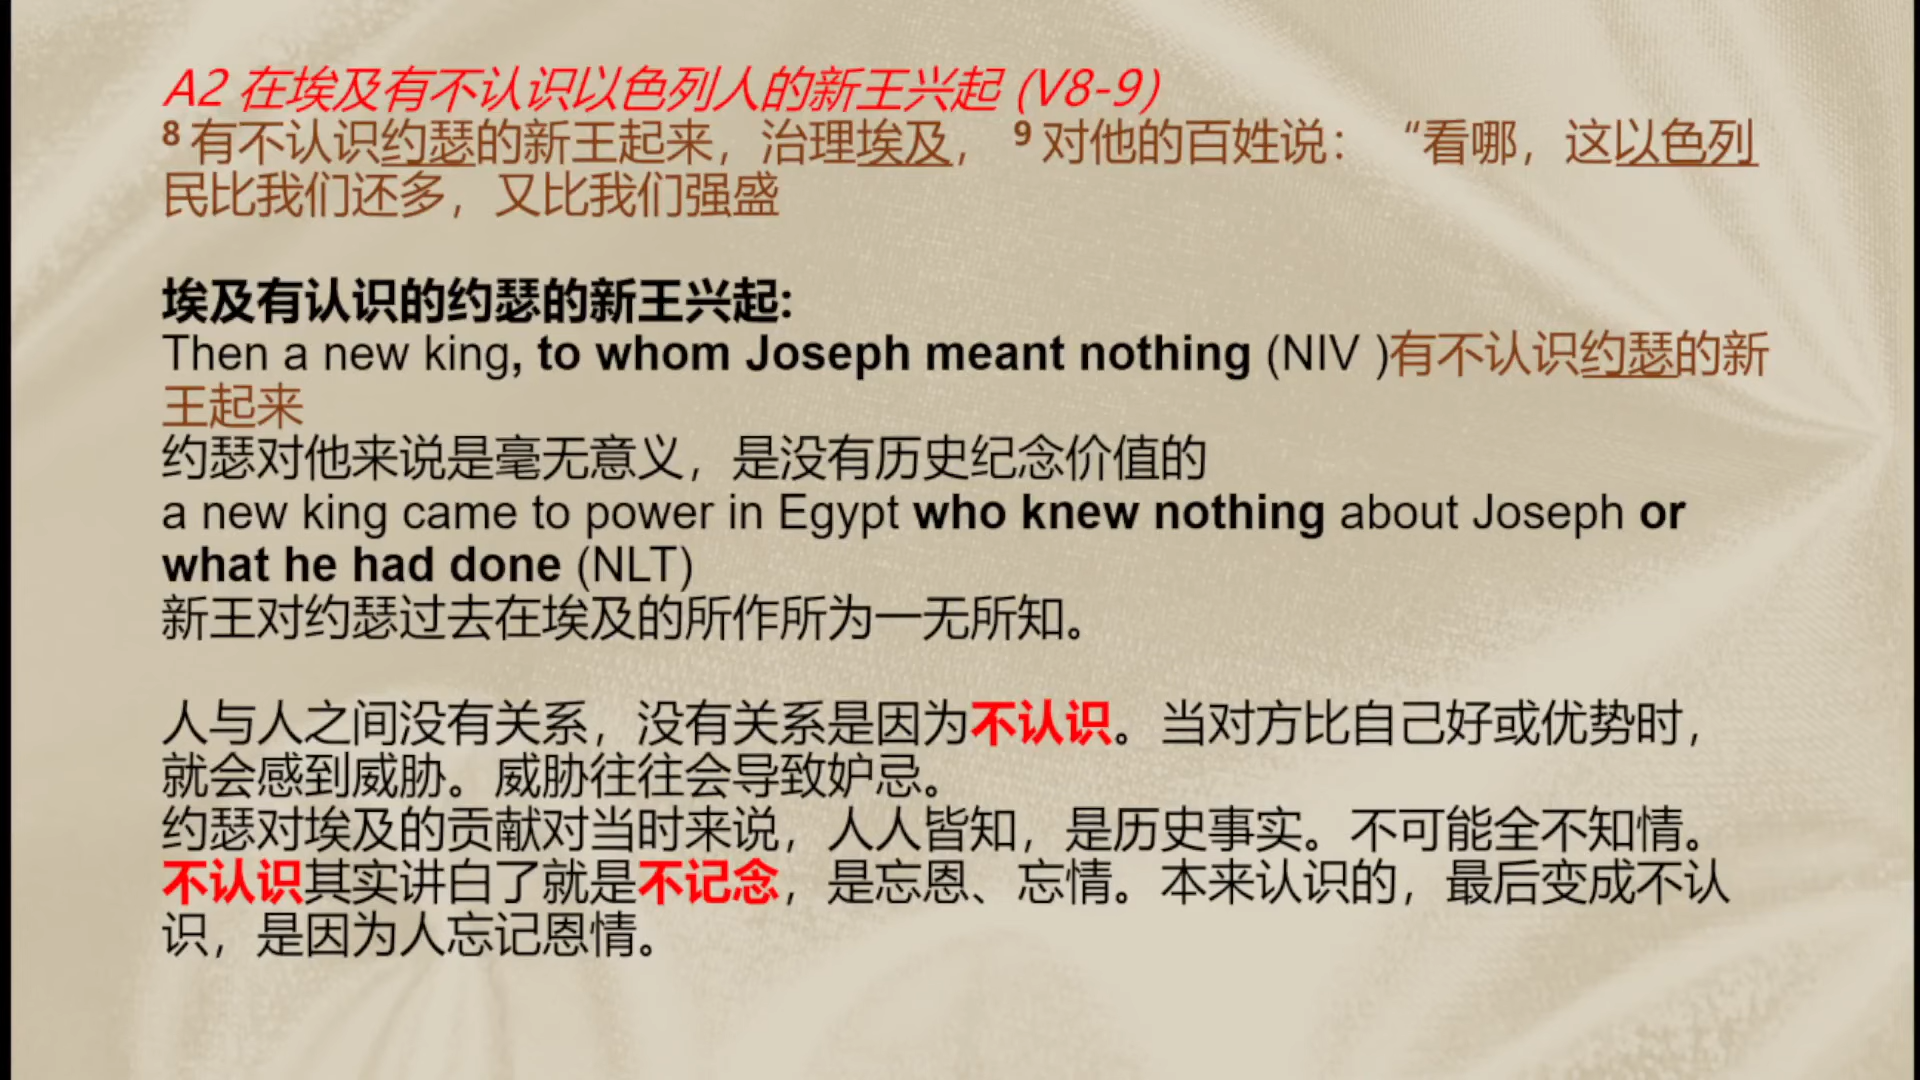 A2 在埃及有不认识以色列人的新王兴起 (V8-9)
8 有不认识约瑟的新王起来，治理埃及， 9 对他的百姓说： “看哪，这以色列
民比我们还多，又比我们强盛
埃及有认识的约瑟的新王兴起:
Then a new king, to whom Joseph meant nothing (NIV )有不认识约瑟的新
王起来
约瑟对他来说是毫无意义，是没有历史纪念价值的
a new king came to power in Egypt who knew nothing about Joseph or
what he had done (NLT)
新王对约瑟过去在埃及的所作所为一无所知。
人与人之间没有关系，没有关系是因为不认识。当对方比自己好或优势时，
就会感到威胁。威胁往往会导致妒忌。
约瑟对埃及的贡献对当时来说，人人皆知，是历史事实。不可能全不知情。
不认识其实讲白了就是不记念，是忘恩、忘情。本来认识的，最后变成不认
识，是因为人忘记恩情。